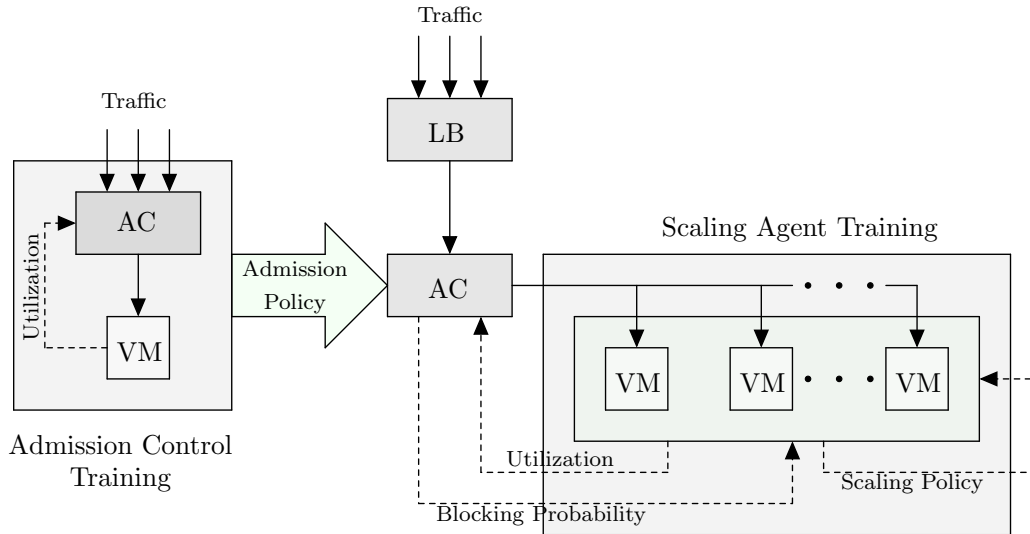 Traffic
LB
Traffic
AC
Utilization
VM
Admission Control
Training
Admission
Policy
AC
Scaling Agent Training
VM
VM
VM
Utilization
Scaling Policy
Blocking Probability